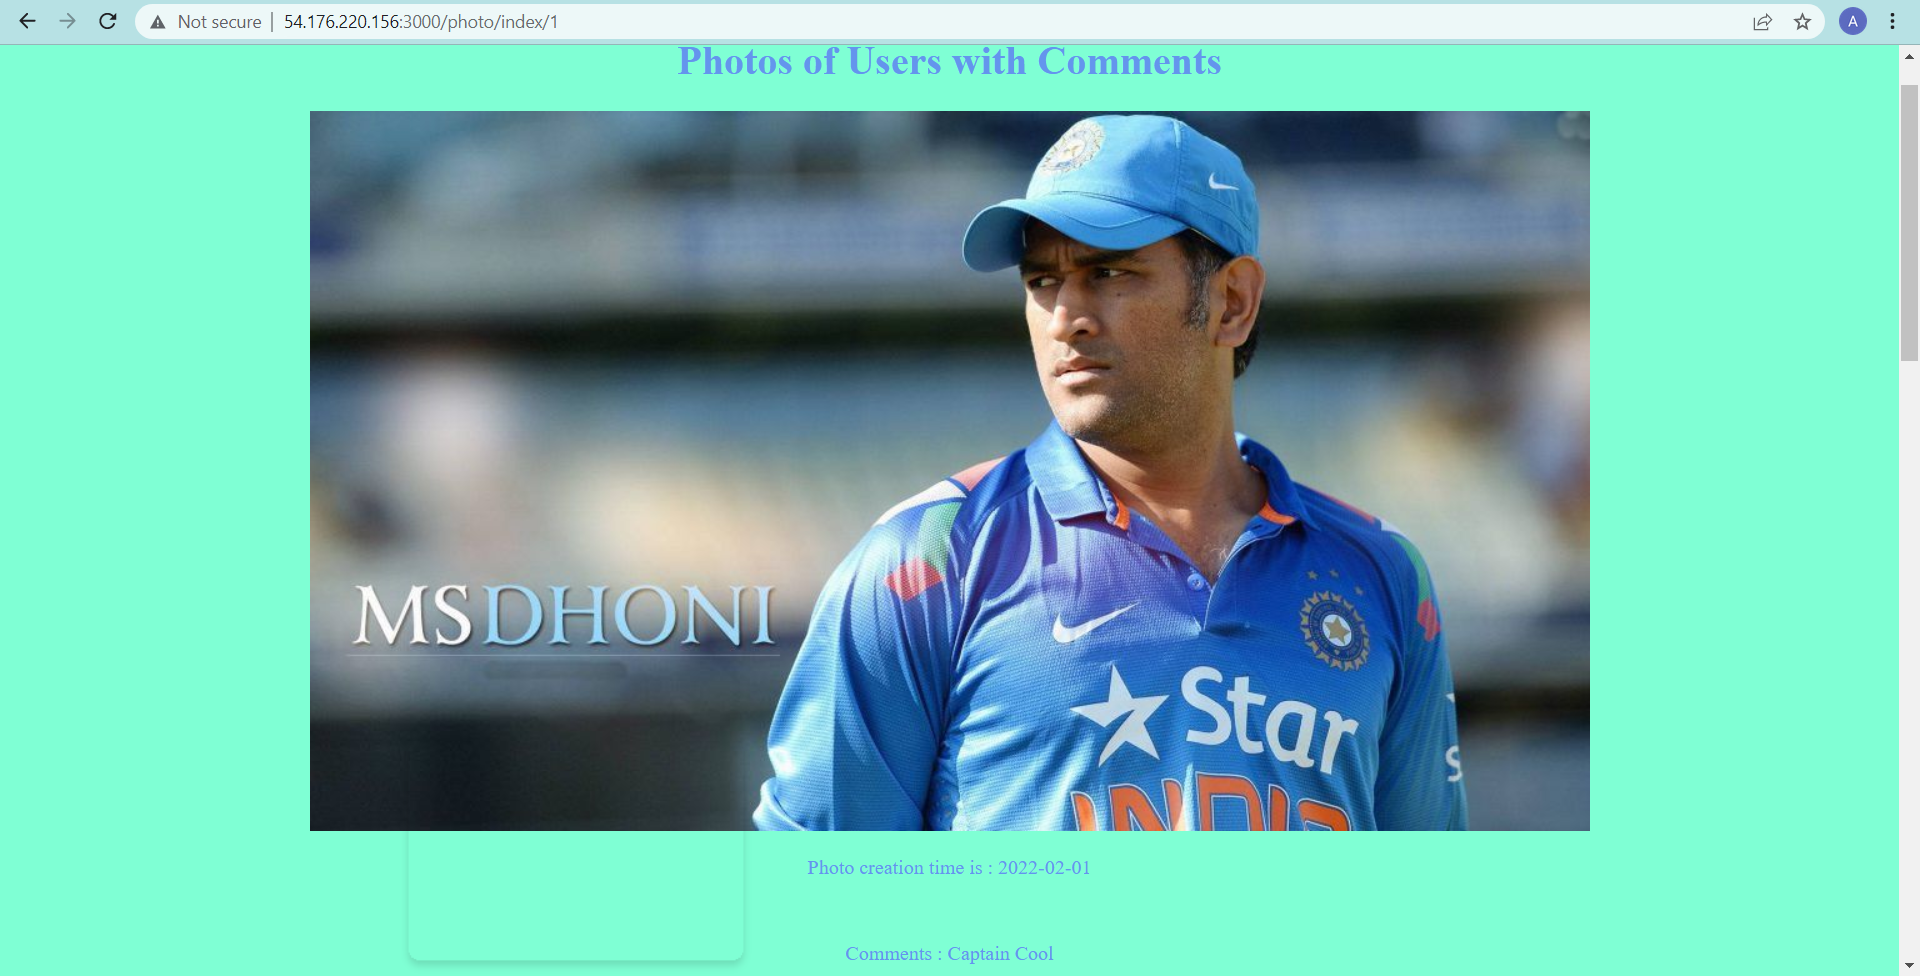 Not secure
54.176.220.156:3000/photo/index/1
A
Photos of Users with Comments
MSDHONI
Star
INDIA
Photo creation time is : 2022-02-01
Comments : Captain Cool